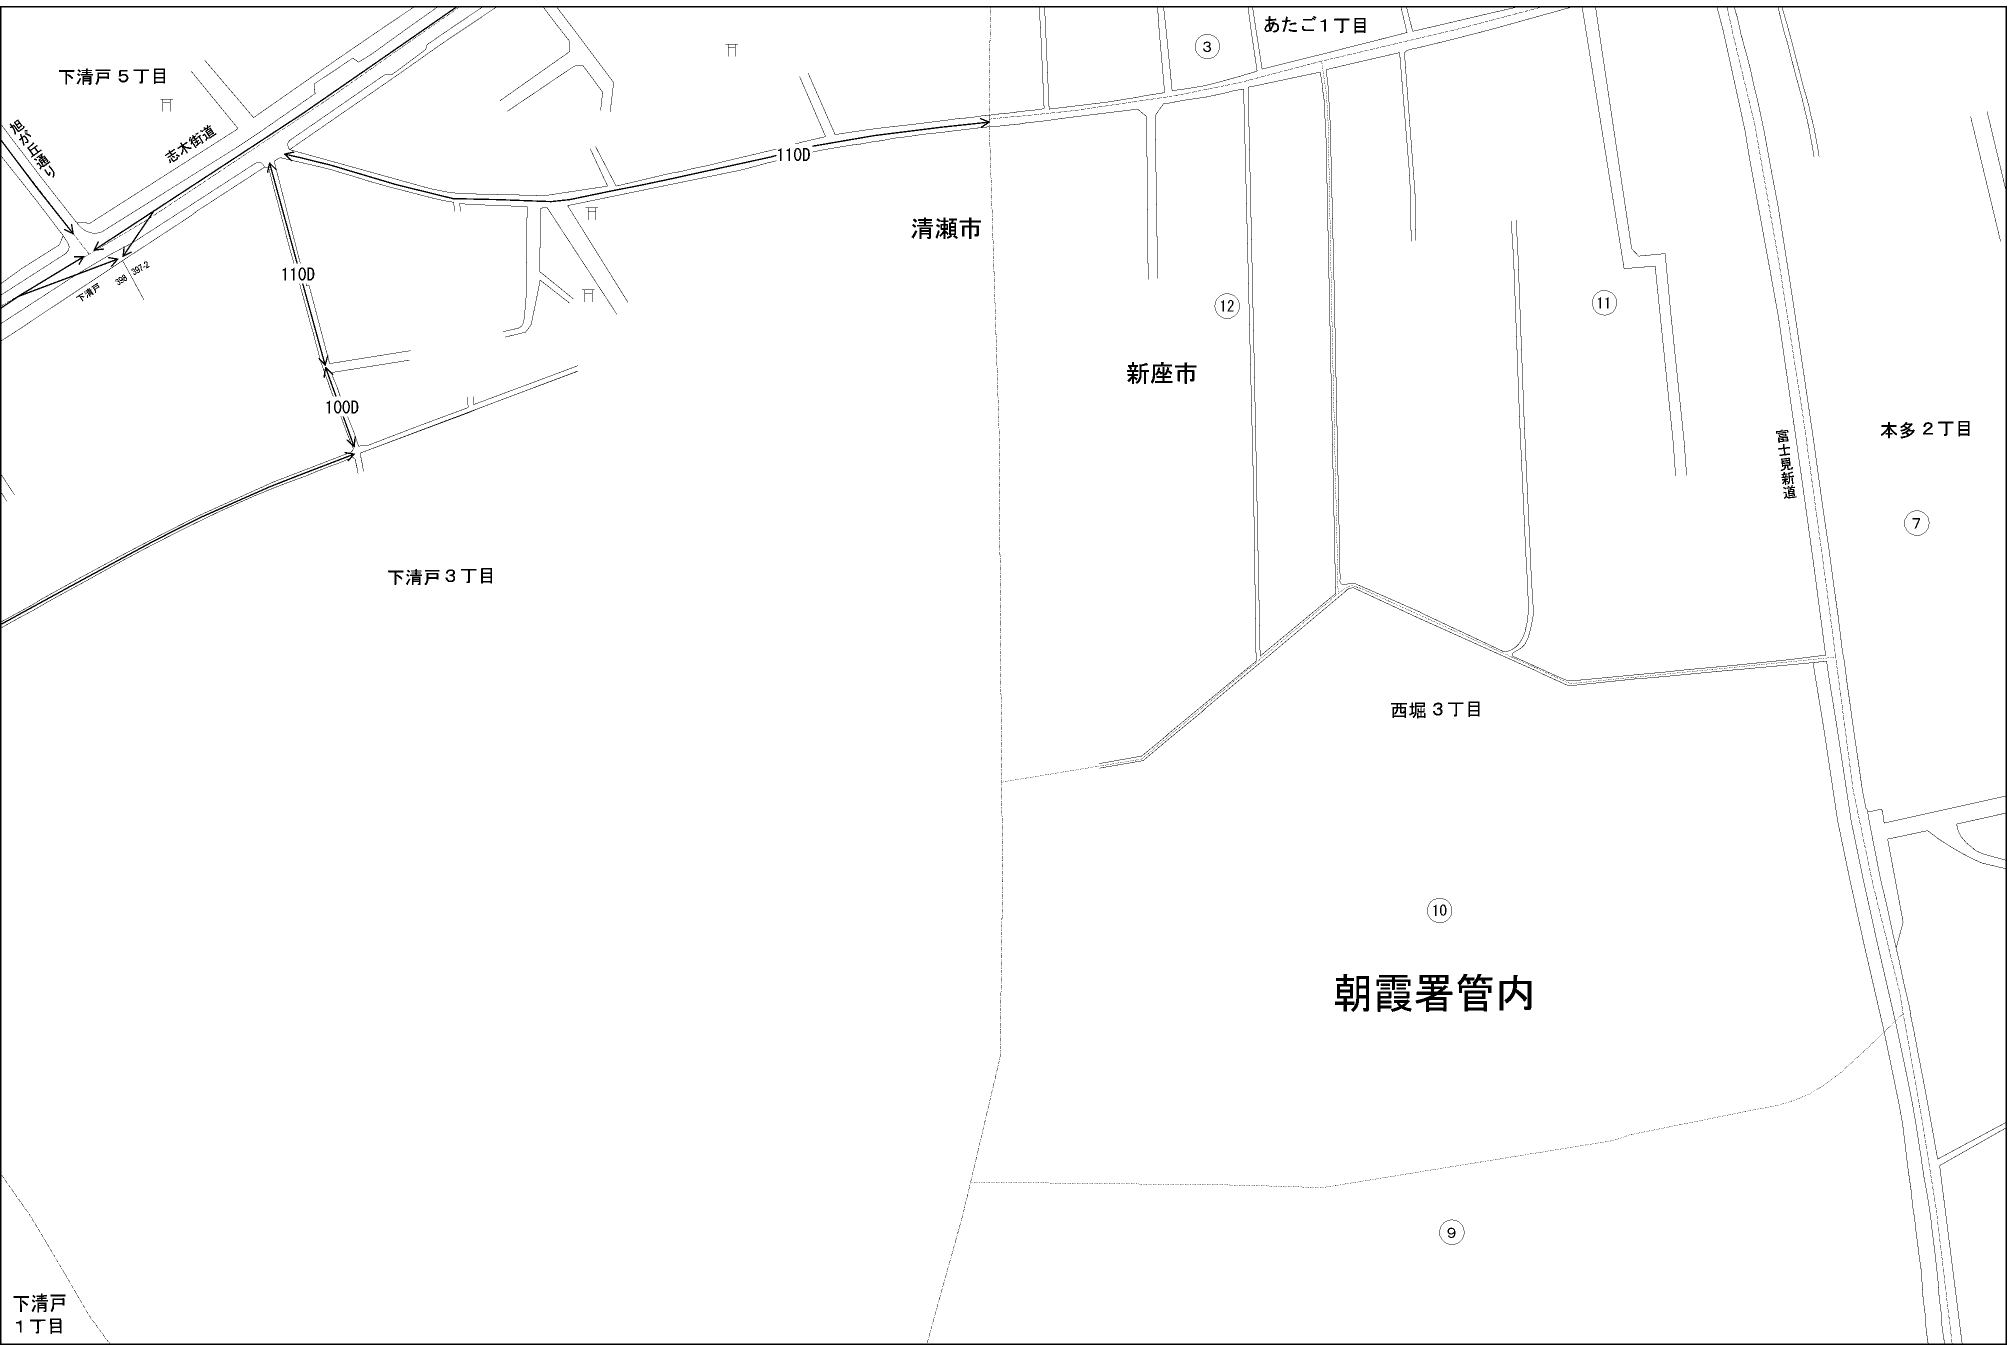 あたご１丁目
3
下清戸５丁目
旭が丘通り
志木街道
110D
清瀬市
下清戸
398
397-2
110D
12
11
新座市
100D
本多２丁目
富士見新道
7
下清戸３丁目
西堀３丁目
10
朝霞署管内
9
下清戸
１丁目